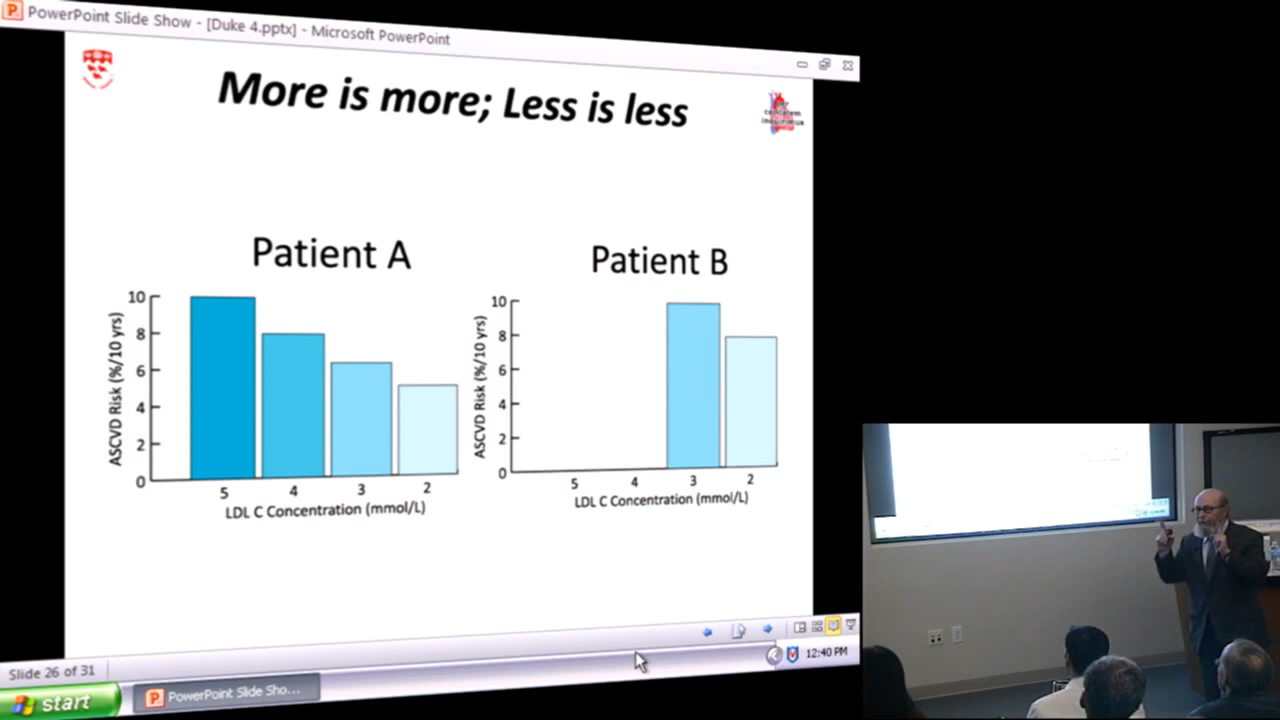 PowerPoint Slide Show - [Duke 4.pptx] - Microsoft PowerPoint
More is more; Less is less
Patient A
10
8
6
4
2
0
ASCVD Risk (%/10 yrs)
5 4 3 2
LDL C Concentration (mmol/L)
Patient B
10
8
6
4
2
0
ASCVD Risk (%/10 yrs)
5 4 3 2
LDL C Concentration (mmol/L)
Slide 26 of 31
start
PowerPoint Slide Sho...
12:40 PM